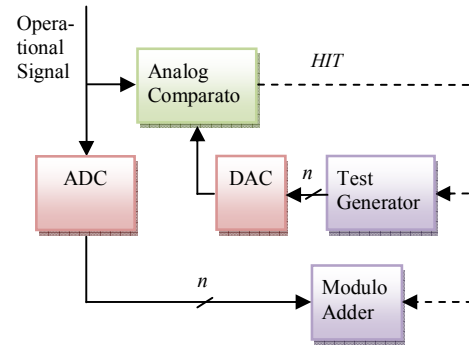 Opera-
tional
Signal
Analog
Comparato
HIT
ADC
DAC
n
Test
Generator
n
Modulo
Adder